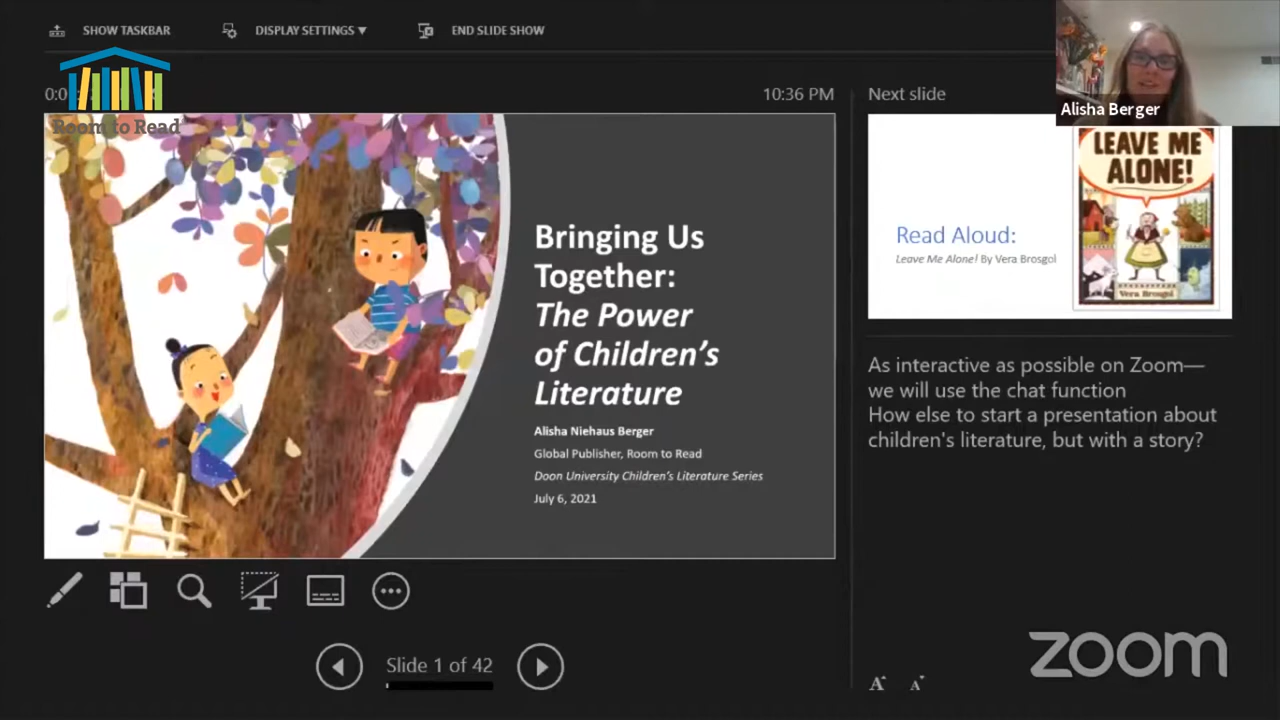 SHOW TASKBAR
DISPLAY SETTINGS ▼
END SLIDE SHOW
Alisha Berger
Room to Read
0:0
10:36 PM
Next slide
Bringing Us
Together:
The Power
of Children’s
Literature
Alisha Niehaus Berger
Global Publisher, Room to Read
Doon University Children’s Literature Series
July 6, 2021
LEAVE ME
ALONE!
Vera Brosgol
Read Aloud:
Leave Me Alone! By Vera Brosgol
As interactive as possible on Zoom—
we will use the chat function
How else to start a presentation about
children's literature, but with a story?
Slide 1 of 42
A A
zoom